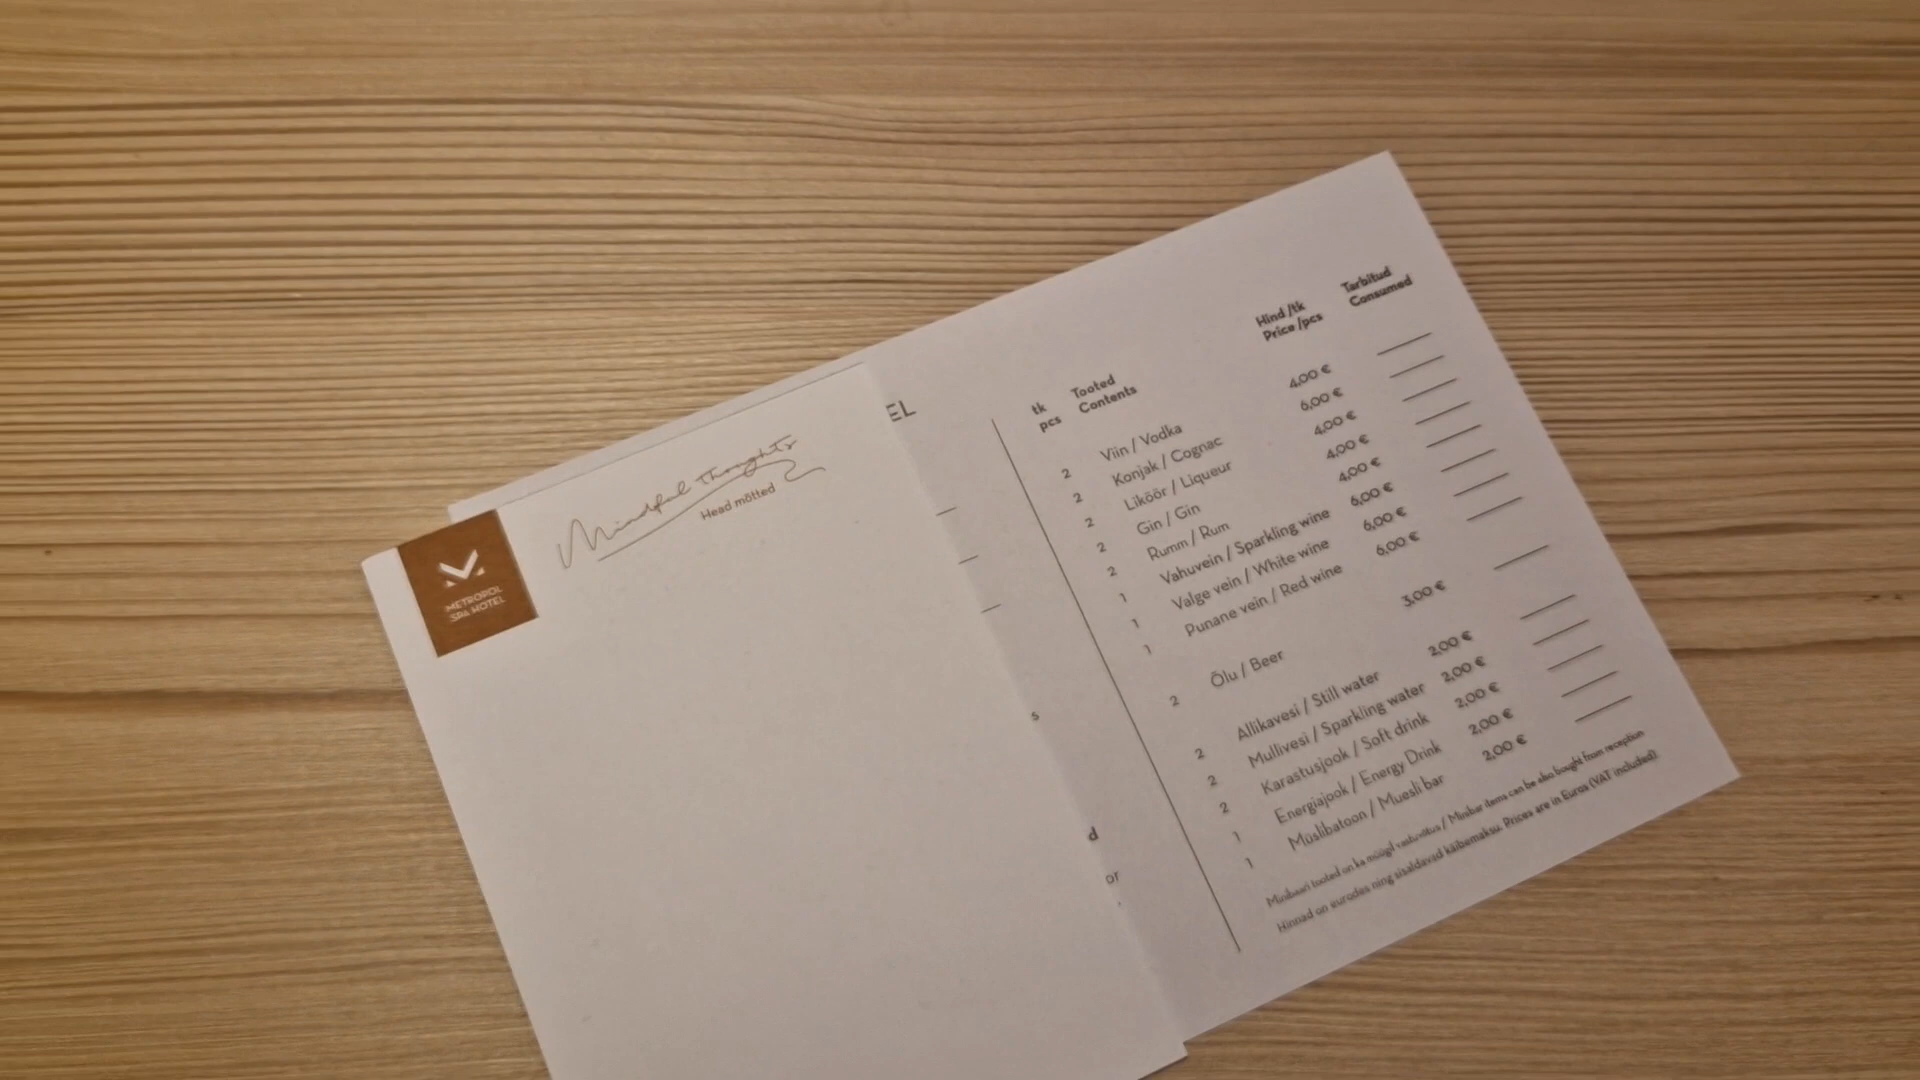 Mindful Thoughts
Head mõtted
METROPOL
SPA HOTEL
EL
s
d
or
tk Tooted Hind /tk Tarbitud
pcs Contents Price /pcs Consumed
2 Viin / Vodka 4,00 €
2 Konjak / Cognac 6,00 €
2 Liköör / Liqueur 4,00 €
2 Gin / Gin 4,00 €
2 Rumm / Rum 4,00 €
1 Vahuvein / Sparkling wine 6,00 €
1 Valge vein / White wine 6,00 €
1 Punane vein / Red wine 6,00 €
2 Õlu / Beer 3,00 €
2 Allikavesi / Still water 2,00 €
2 Mullivesi / Sparkling water 2,00 €
2 Karastusjook / Soft drink 2,00 €
1 Energiajook / Energy Drink 2,00 €
1 Müslibatoon / Muesli bar 2,00 €
Minibaari tooted on ka müügil vastuvõtus / Minibar items can be also bought from reception
Hinnad on eurodes ning sisaldavad käibemaksu. Prices are in Euros (VAT included)